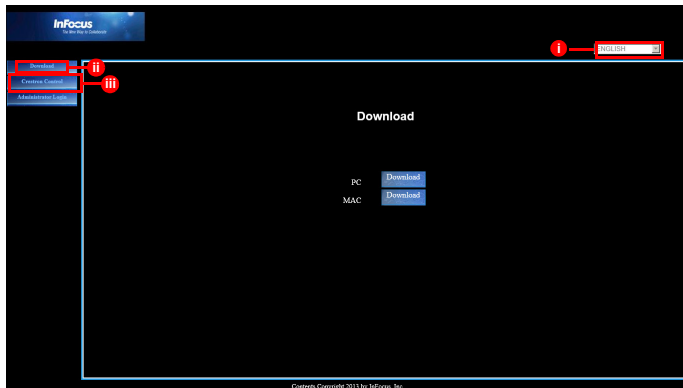 InFocus
The New Way to Collaborate
i
ENGLISH
Download
ii
Crestron Control
iii
Administrator Login
Download
PC Download
MAC Download
Contents Copyright 2013 by InFocus, Inc.